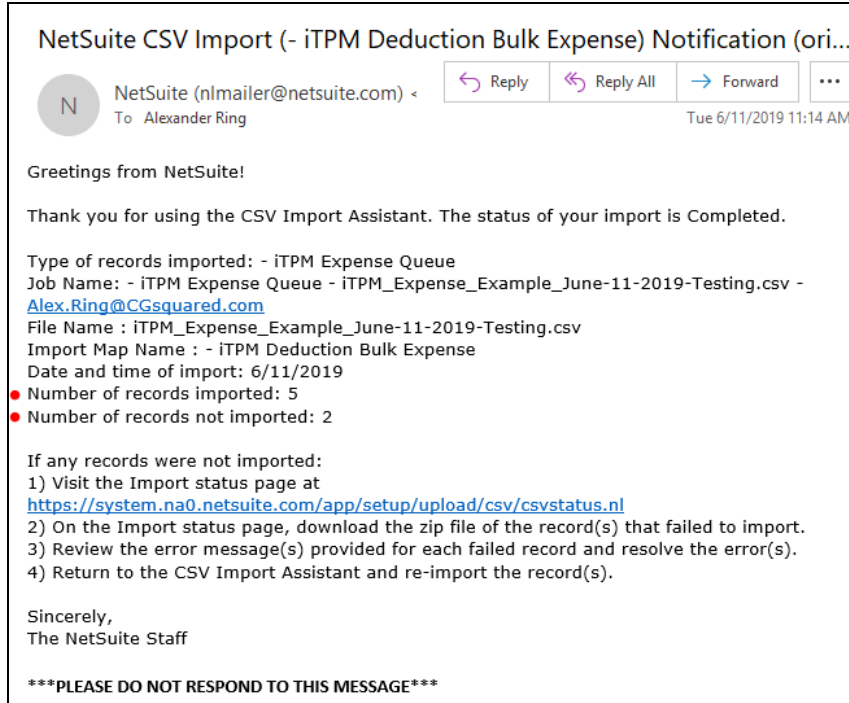 NetSuite CSV Import (- iTPM Deduction Bulk Expense) Notification (ori...
N
NetSuite (nlmailer@netsuite.com) <
Reply
Reply All
Forward
...
To Alexander Ring
Tue 6/11/2019 11:14 AM
Greetings from NetSuite!
Thank you for using the CSV Import Assistant. The status of your import is Completed.
Type of records imported: - iTPM Expense Queue
Job Name: - iTPM Expense Queue - iTPM_Expense_Example_June-11-2019-Testing.csv -
Alex.Ring@CGsquared.com
File Name : iTPM_Expense_Example_June-11-2019-Testing.csv
Import Map Name : - iTPM Deduction Bulk Expense
Date and time of import: 6/11/2019
Number of records imported: 5
Number of records not imported: 2
If any records were not imported:
1) Visit the Import status page at
https://system.na0.netsuite.com/app/setup/upload/csv/csvstatus.nl
2) On the Import status page, download the zip file of the record(s) that failed to import.
3) Review the error message(s) provided for each failed record and resolve the error(s).
4) Return to the CSV Import Assistant and re-import the record(s).
Sincerely,
The NetSuite Staff
***PLEASE DO NOT RESPOND TO THIS MESSAGE***